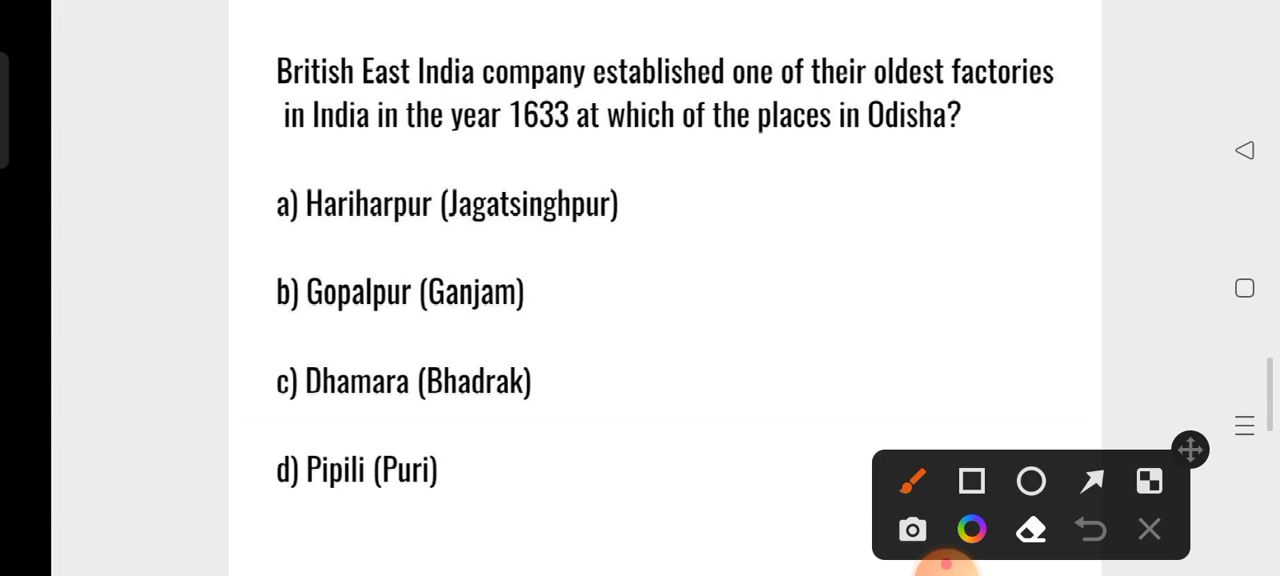 British East India company established one of their oldest factories
in India in the year 1633 at which of the places in Odisha?
a) Hariharpur (Jagatsinghpur)
b) Gopalpur (Ganjam)
c) Dhamara (Bhadrak)
d) Pipili (Puri)